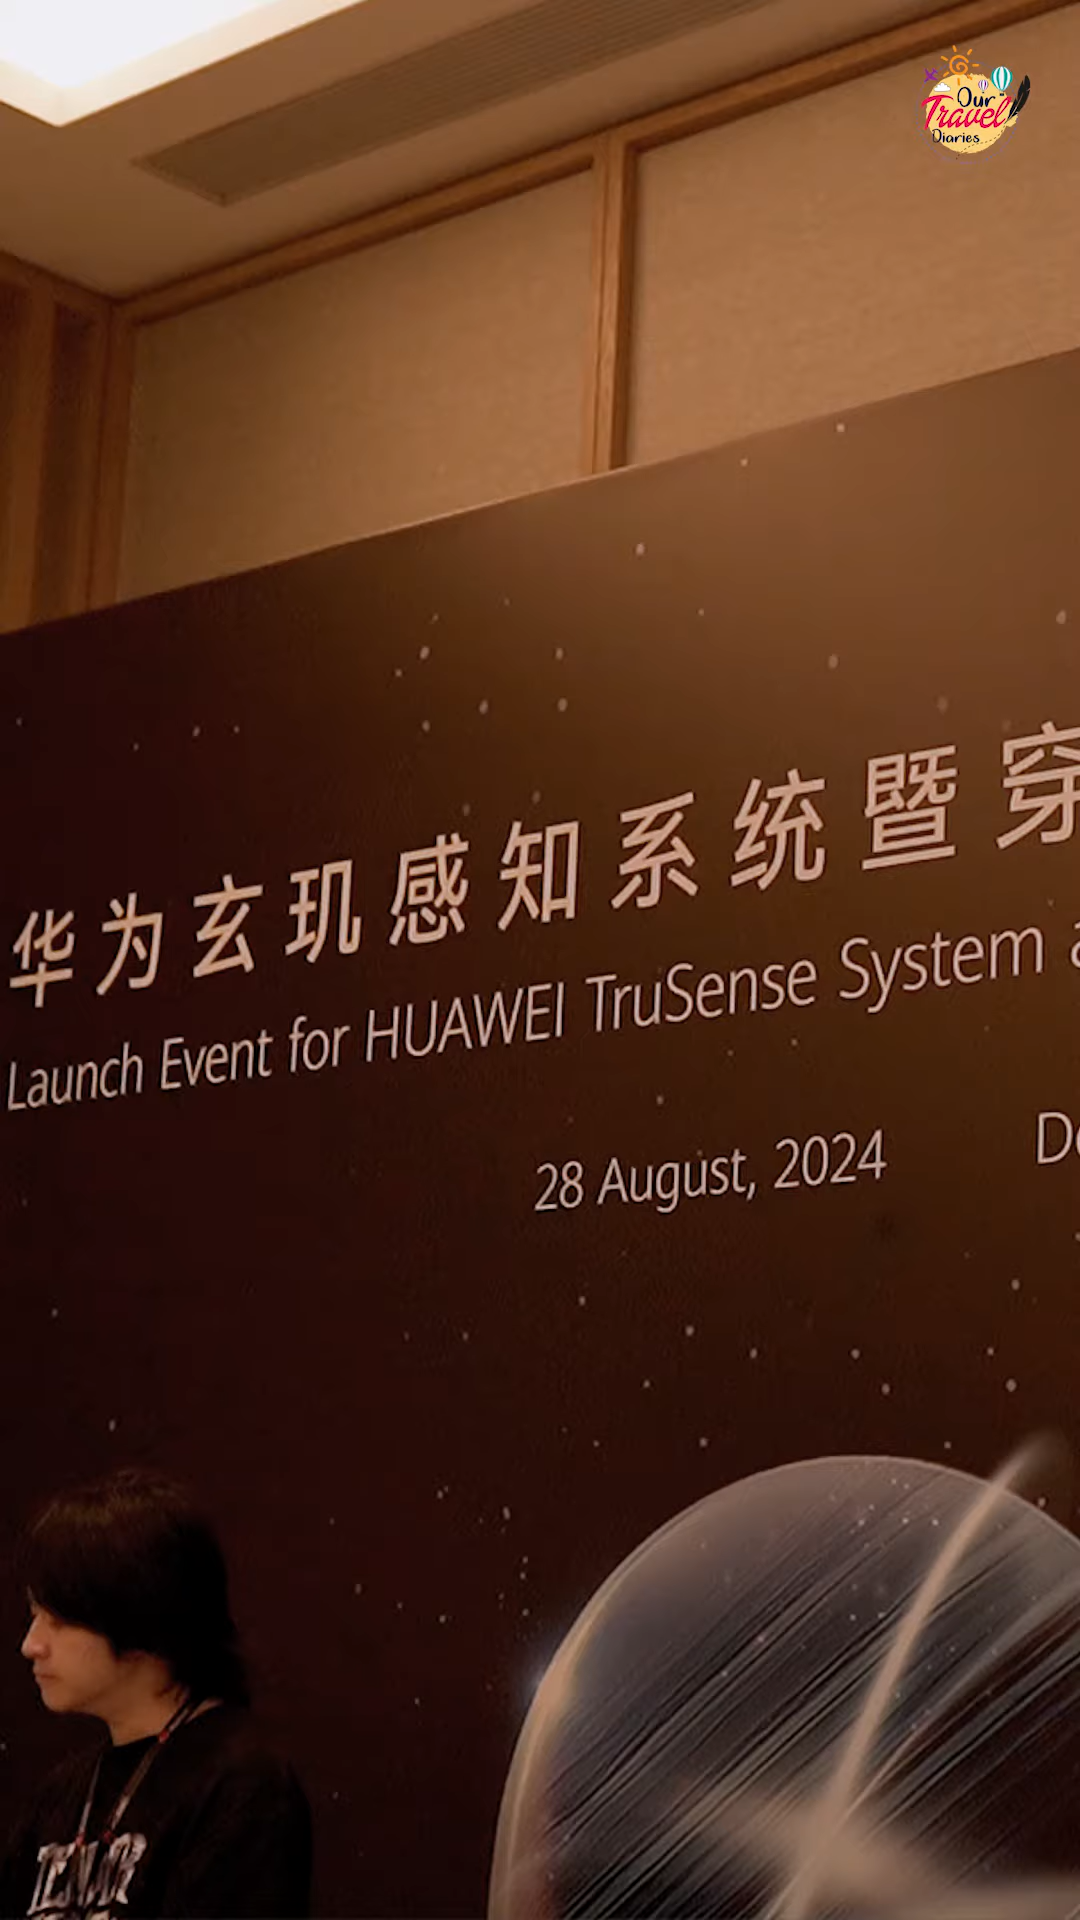 Our
Travel
Diaries
华为玄玑感知系统暨穿
Launch Event for HUAWEI TruSense System a
28 August, 2024